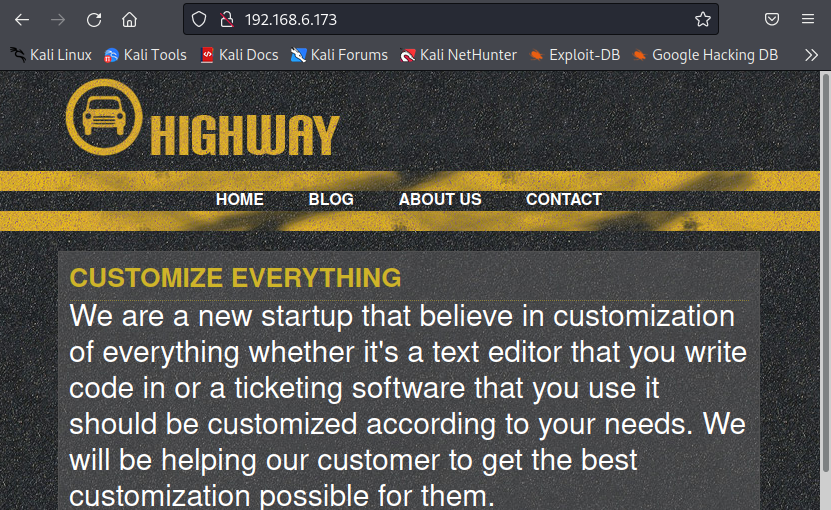 192.168.6.173
Kali Linux Kali Tools Kali Docs Kali Forums Kali NetHunter Exploit-DB Google Hacking DB
HIGHWAY
HOME BLOG ABOUT US CONTACT
CUSTOMIZE EVERYTHING
We are a new startup that believe in customization
of everything whether it's a text editor that you write
code in or a ticketing software that you use it
should be customized according to your needs. We
will be helping our customer to get the best
customization possible for them.